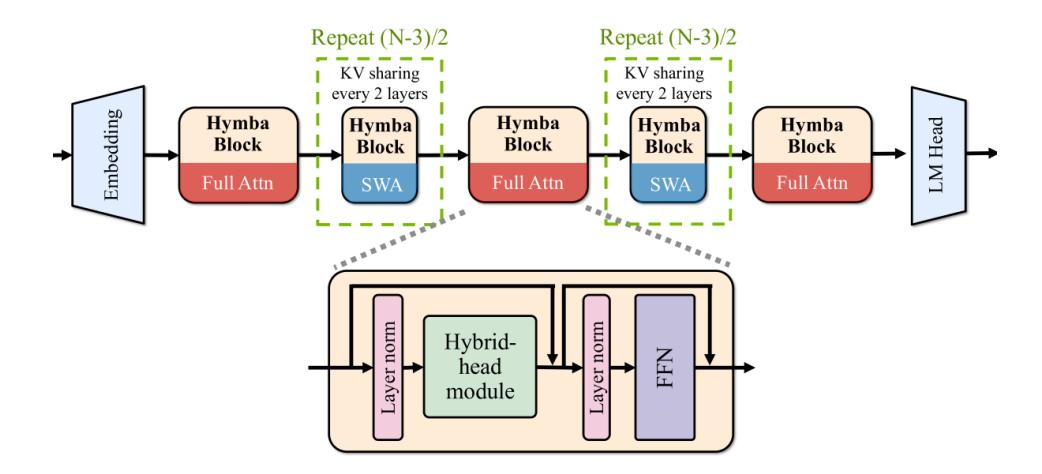 Repeat (N-3)/2
Repeat (N-3)/2
KV sharing
every 2 layers
KV sharing
every 2 layers
Embedding
Hymba
Block
Full Attn
Hymba
Block
SWA
Hymba
Block
Full Attn
Hymba
Block
SWA
Hymba
Block
Full Attn
LM Head
Layer norm
Hybrid-
head
module
Layer norm
FFN